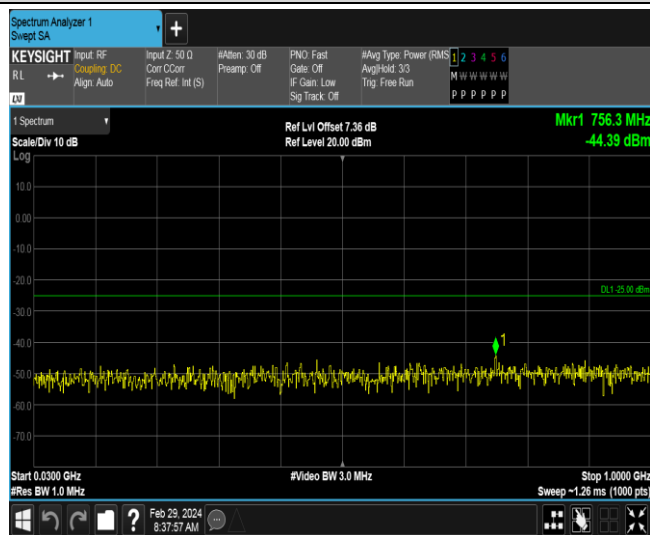 Spectrum Analyzer 1
Swept SA
KEYSIGHT
RL
LXI
Input: RF
Coupling: DC
Align: Auto
Input Z: 50 Ω
Corr CCorr
Freq Ref: Int (S)
#Atten: 30 dB
Preamp: Off
PNO: Fast
Gate: Off
IF Gain: Low
Sig Track: Off
#Avg Type: Power (RMS
Avg|Hold: 3/3
Trig: Free Run
1 2 3 4 5 6
M W W W W W
P P P P P P
1 Spectrum
Scale/Div 10 dB
Log
Ref Lvl Offset 7.36 dB
Ref Level 20.00 dBm
Mkr1 756.3 MHz
-44.39 dBm
10.0
0.00
-10.0
-20.0
DL1 -25.00 dBm
-30.0
-40.0
1
-50.0
-60.0
-70.0
Start 0.0300 GHz
#Res BW 1.0 MHz
#Video BW 3.0 MHz
Stop 1.0000 GHz
Sweep ~1.26 ms (1000 pts)
?
Feb 29, 2024
8:37:57 AM